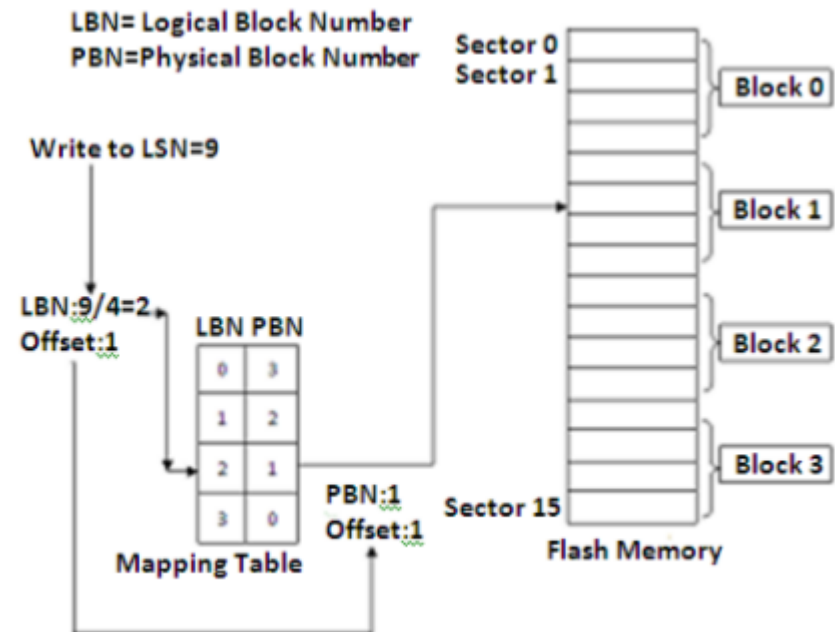 LBN= Logical Block Number
PBN=Physical Block Number
Sector 0
Sector 1
Block 0
Write to LSN=9
Block 1
LBN:9/4=2
Offset:1
LBN PBN
0 3
1 2
2 1
3 0
Mapping Table
PBN:1
Offset:1
Block 2
Block 3
Sector 15
Flash Memory